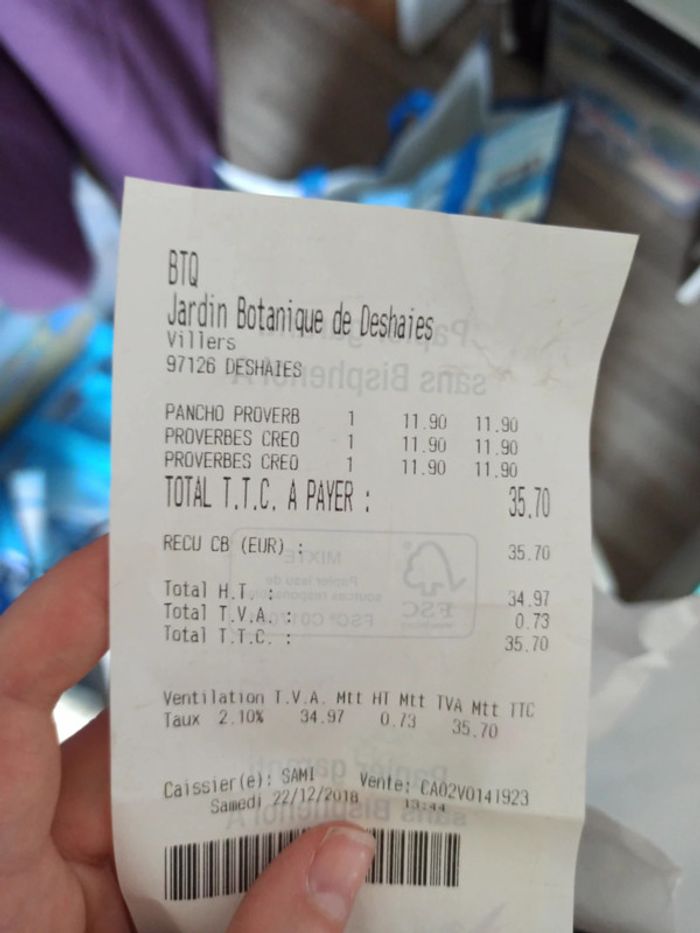 BTQ
Jardin Botanique de Deshaies
Villers
97126 DESHAIES
PANCHO PROVERB 1 11.90 11.90
PROVERBES CREO 1 11.90 11.90
PROVERBES CREO 1 11.90 11.90
TOTAL T.T.C. A PAYER : 35.70
RECU CB (EUR) : 35.70
Total H.T. : 34.97
Total T.V.A. : 0.73
Total T.T.C. : 35.70
Ventilation T.V.A. Mtt HT Mtt TVA Mtt TTC
Taux 2.10% 34.97 0.73 35.70
Caissier(e): SAMI Vente: CA02V0141923
Samedi 22/12/2018 13:44